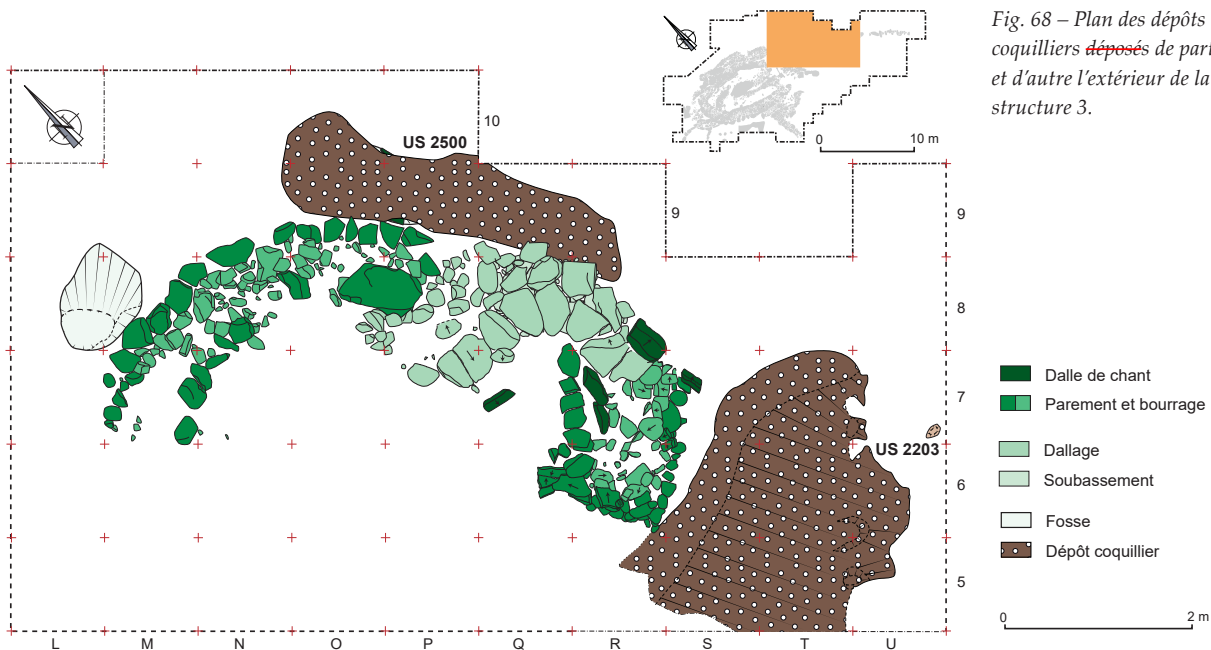 Fig. 68 – Plan des dépôts
coquilliers déposés de part
et d'autre l'extérieur de la
structure 3.
0 10 m
10
US 2500
9
9
8
7
US 2203
6
5
Dalle de chant
Parement et bourrage
Dallage
Soubassement
Fosse
Dépôt coquillier
0 2 m
L M N O P Q R S T U